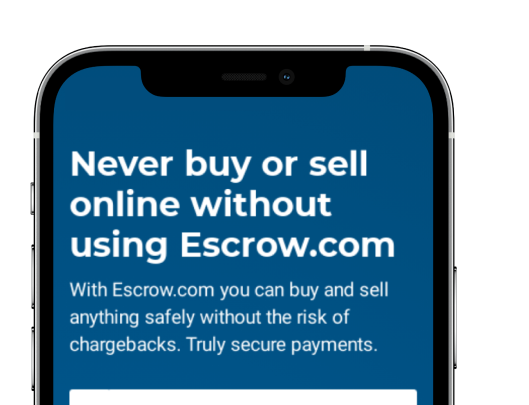 Never buy or sell
online without
using Escrow.com
With Escrow.com you can buy and sell
anything safely without the risk of
chargebacks. Truly secure payments.